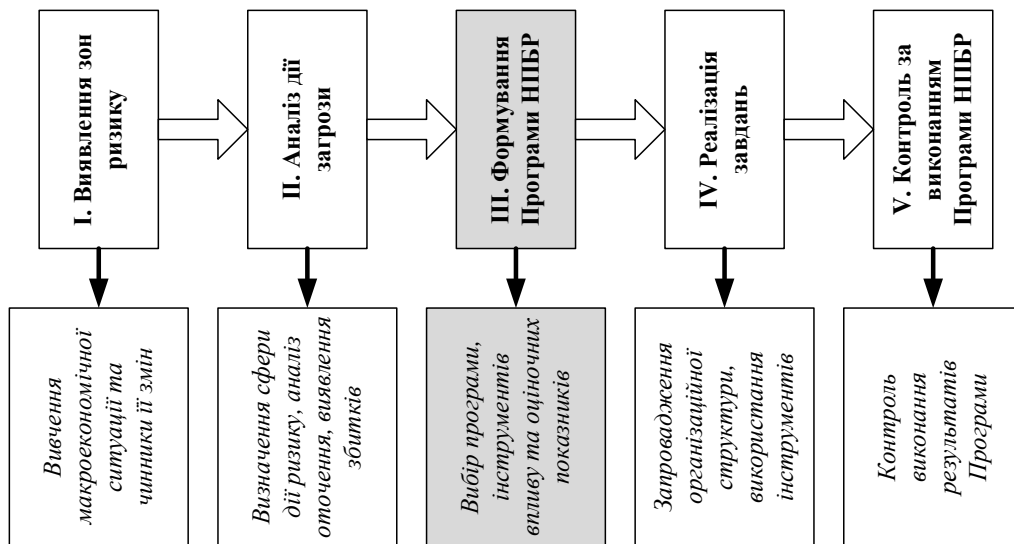 І. Виявлення зон
ризику
ІІ. Аналіз дії
загрози
ІІІ. Формування
Програми НПБР
IV. Реалізація
завдань
V. Контроль за
виконанням
Програми НПБР
Вивчення
макроекономічної
ситуації та
чинники її змін
Визначення сфери
дії ризику, аналіз
оточення, виявлення
збитків
Вибір програми,
інструментів
впливу та оціночних
показників
Запровадження
організаційної
структури,
використання
інструментів
Контроль
виконання
результатів
Програми